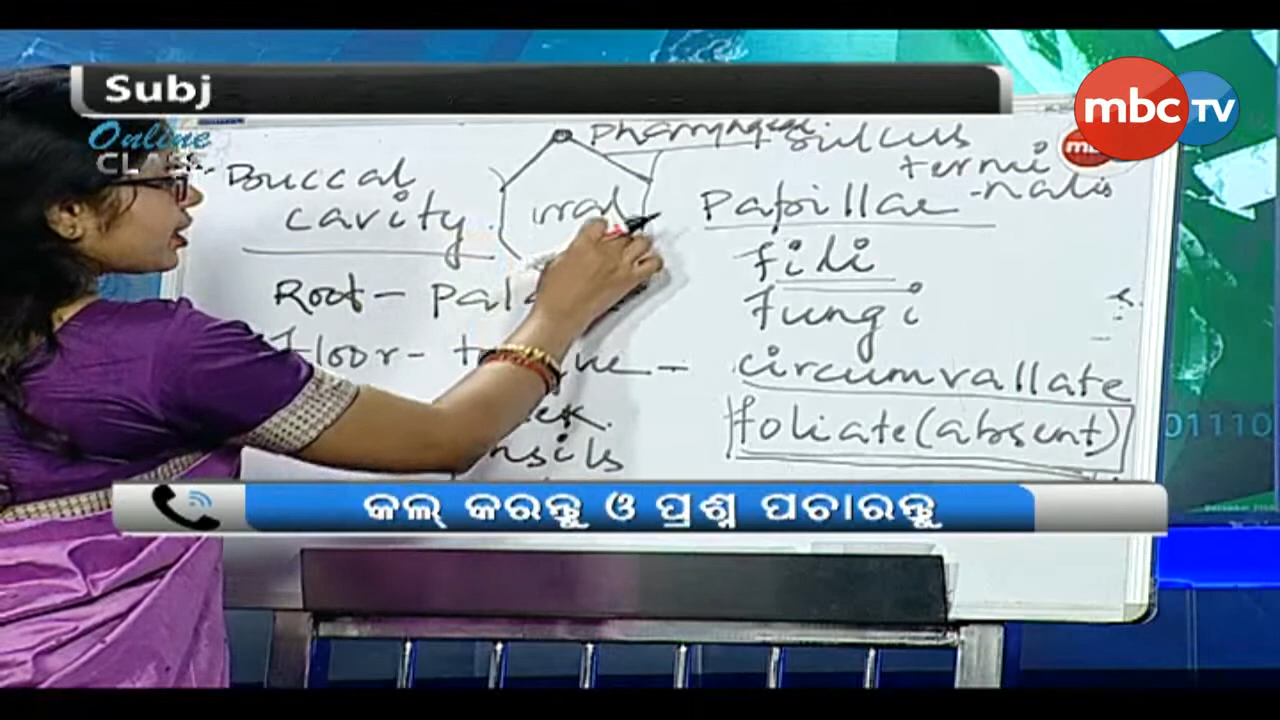 Subj
mbc TV
Online
CLASS
Buccal
cavity
Pharyngeal
sulcus
termi
-nalis
Papillae
fili
Fungi
circumvallate
foliate (absent)
Root -
Floor -
କଲ୍ କରନ୍ତୁ ଓ ପ୍ରଶ୍ନ ପଚାରନ୍ତୁ